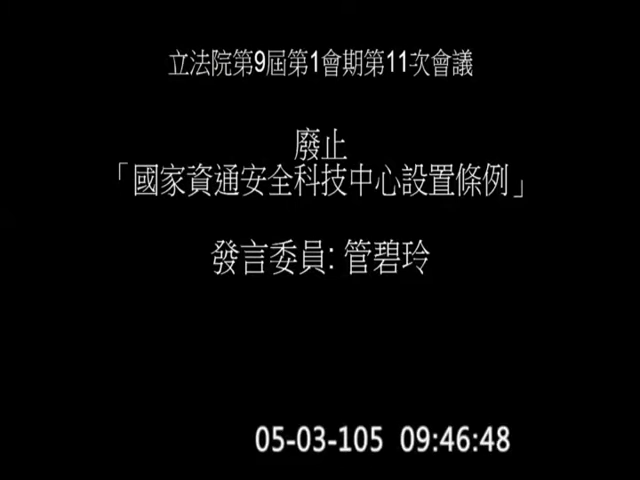 立法院第9屆第1會期第11次會議
廢止
「國家資通安全科技中心設置條例」
發言委員: 管碧玲
05-03-105 09:46:48